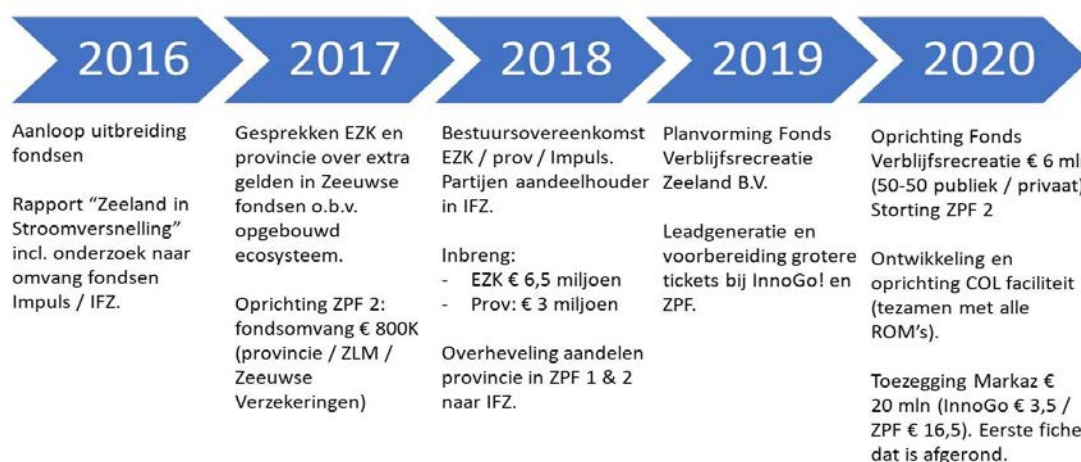 2016
Aanloop uitbreiding
fondsen
Rapport “Zeeland in
Stroomversnelling”
incl. onderzoek naar
omvang fondsen
Impuls / IFZ.
2017
Gesprekken EZK en
provincie over extra
gelden in Zeeuwse
fondsen o.b.v.
opgebouwd
ecosysteem.
Oprichting ZPF 2:
fondsomvang € 800K
(provincie / ZLM /
Zeeuwse
Verzekeringen)
2018
Bestuursovereenkomst
EZK / prov / Impuls.
Partijen aandeelhouder
in IFZ.
Inbreng:
- EZK € 6,5 miljoen
- Prov: € 3 miljoen
Overheveling aandelen
provincie in ZPF 1 & 2
naar IFZ.
2019
Planvorming Fonds
Verblijfsrecreatie
Zeeland B.V.
Leadgeneratie en
voorbereiding grotere
tickets bij InnoGo! en
ZPF.
2020
Oprichting Fonds
Verblijfsrecreatie € 6 ml
(50-50 publiek / privaat)
Storting ZPF 2
Ontwikkeling en
oprichting COL faciliteit
(tezamen met alle
ROM’s).
Toezegging Markaz €
20 mln (InnoGo € 3,5 /
ZPF € 16,5). Eerste fiche
dat is afgerond.